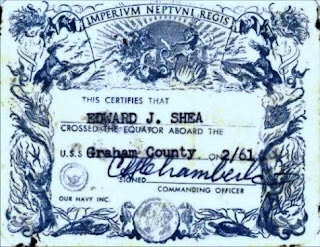 IMPERIVM NEPTVNI REGIS
THIS CERTIFIES THAT
EDWARD J. SHEA
CROSSED THE EQUATOR ABOARD THE
U.S.S Graham County ON 2/61
SIGNED
COMMANDING OFFICER
OUR NAVY INC.